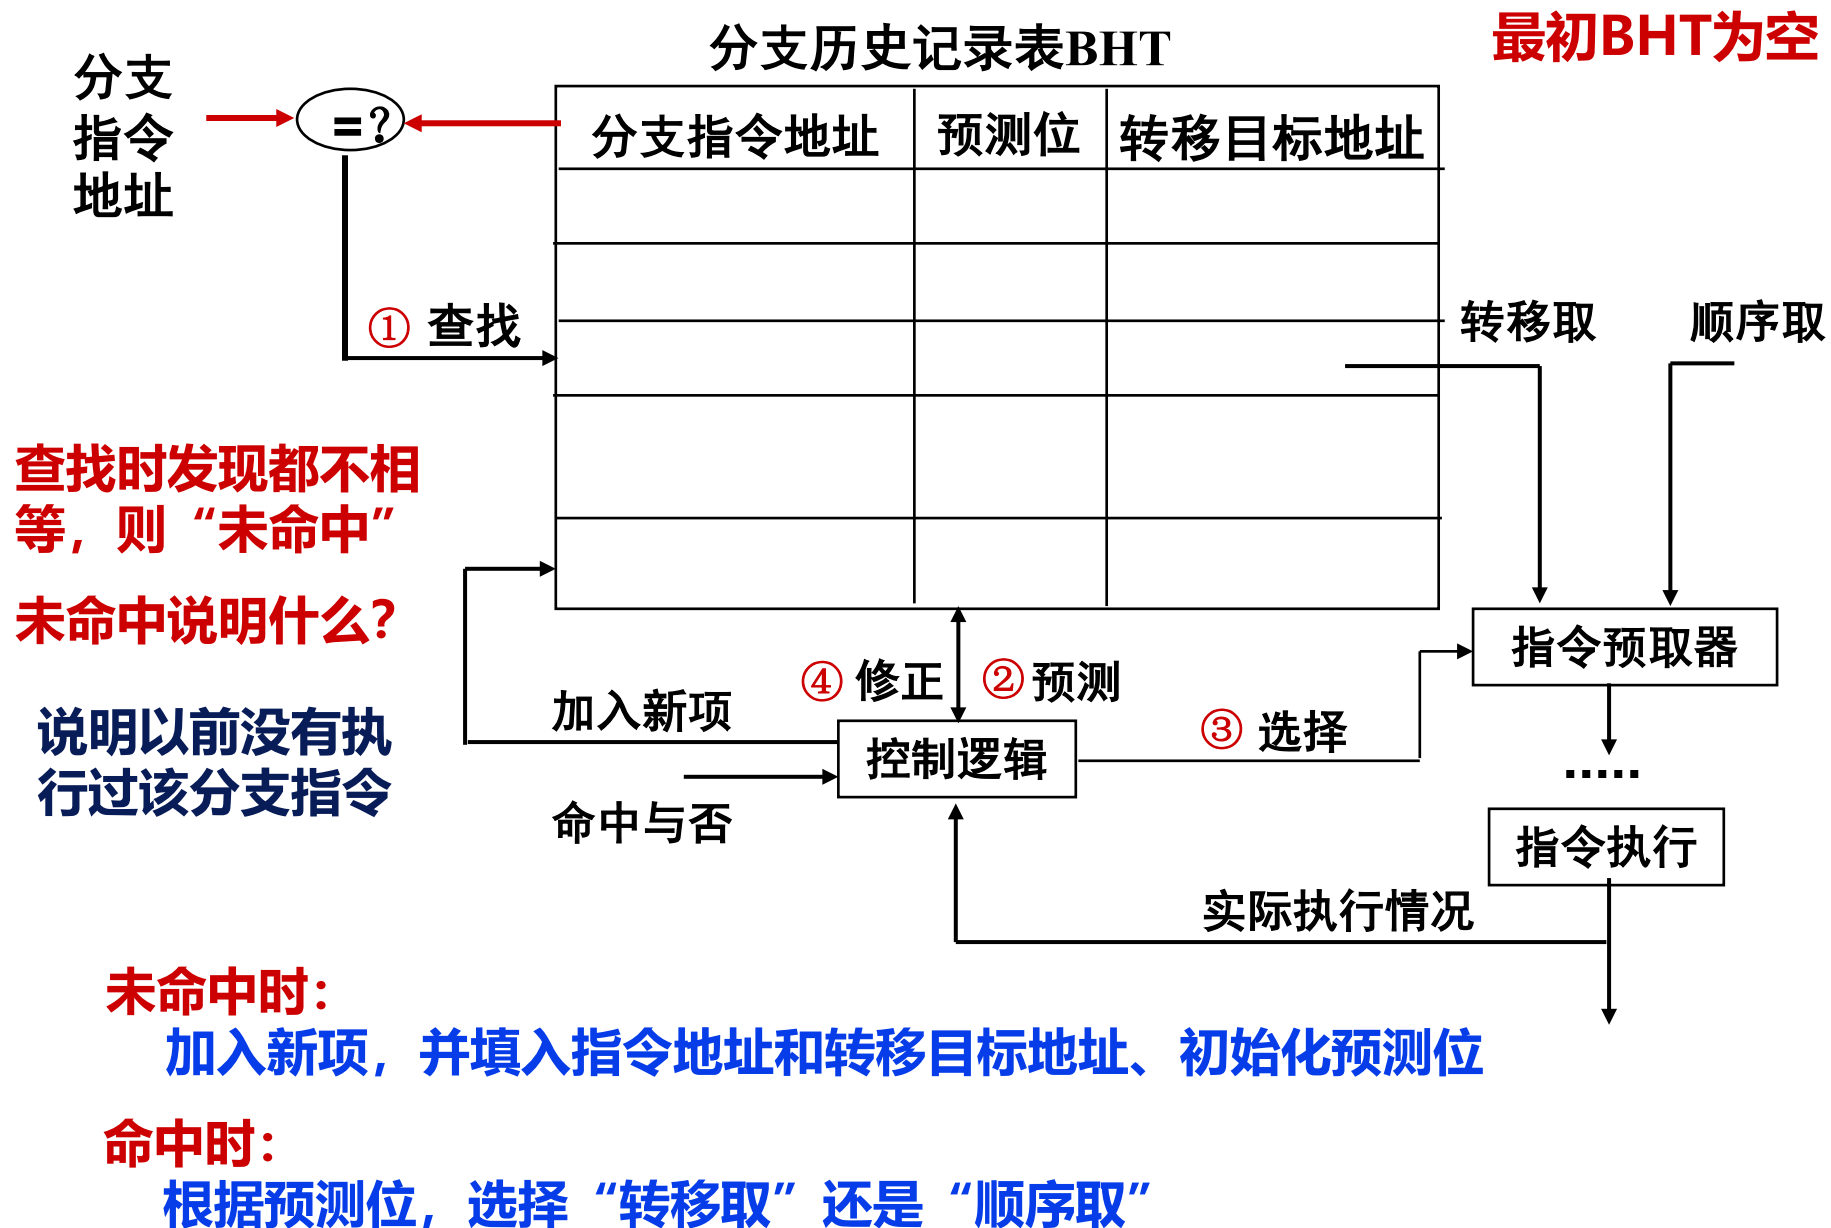 最初BHT为空
分支历史记录表BHT
分支
指令
地址
=?
分支指令地址 预测位 转移目标地址
① 查找
转移取 顺序取
查找时发现都不相
等，则“未命中”
未命中说明什么？
说明以前没有执
行过该分支指令
指令预取器
④ 修正 ② 预测
加入新项
③ 选择
控制逻辑
命中与否
·····
指令执行
实际执行情况
未命中时：
加入新项，并填入指令地址和转移目标地址、初始化预测位
命中时：
根据预测位，选择“转移取”还是“顺序取”